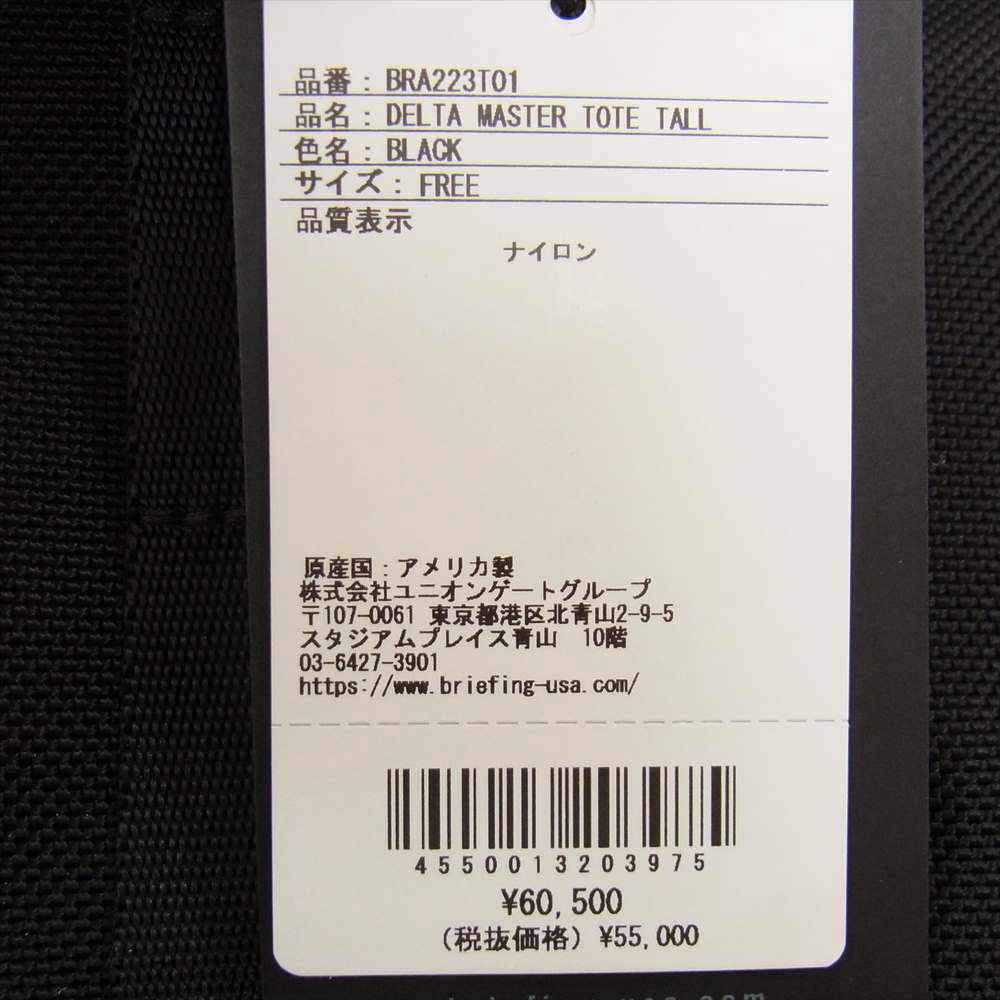 品番: BRA223T01
品名: DELTA MASTER TOTE TALL
色名: BLACK
サイズ: FREE
品質表示
ナイロン
原産国:アメリカ製
株式会社ユニオンゲートグループ
〒107-0061 東京都港区北青山2-9-5
スタジアムプレイス青山 10階
03-6427-3901
https://www.briefing-usa.com/
4550013203975
¥60,500
(税抜価格) ¥55,000